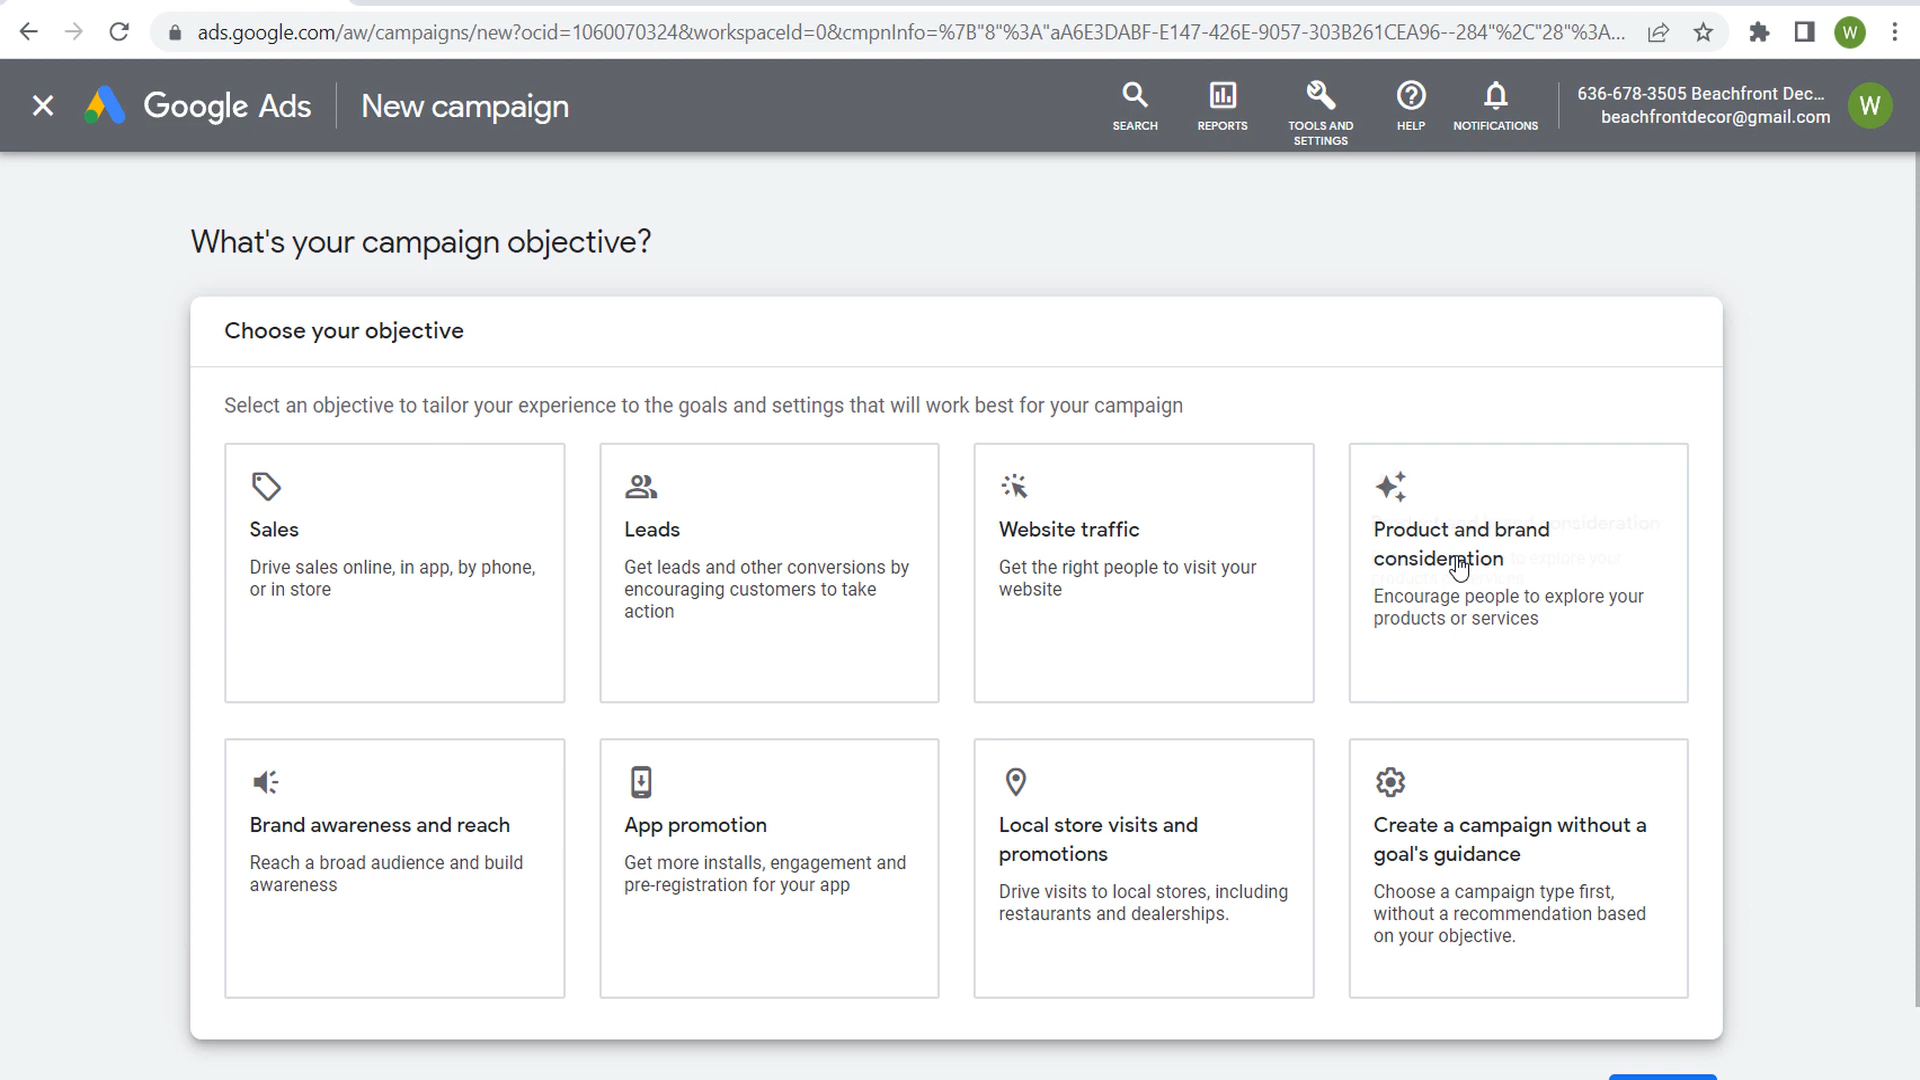 ads.google.com/aw/campaigns/new?ocid=1060070324&workspaceId=0&cmpnInfo=%7B"8"%3A"aA6E3DABF-E147-426E-9057-303B261CEA96--284"%2C"28"%3A...
W
Google Ads
New campaign
SEARCH
REPORTS
TOOLS AND
SETTINGS
HELP
NOTIFICATIONS
636-678-3505 Beachfront Dec...
beachfrontdecor@gmail.com
W
What's your campaign objective?
Choose your objective
Select an objective to tailor your experience to the goals and settings that will work best for your campaign
Sales
Drive sales online, in app, by phone,
or in store
Leads
Get leads and other conversions by
encouraging customers to take
action
Website traffic
Get the right people to visit your
website
Product and brand
consideration
Encourage people to explore your
products or services
Brand awareness and reach
Reach a broad audience and build
awareness
App promotion
Get more installs, engagement and
pre-registration for your app
Local store visits and
promotions
Drive visits to local stores, including
restaurants and dealerships.
Create a campaign without a
goal's guidance
Choose a campaign type first,
without a recommendation based
on your objective.